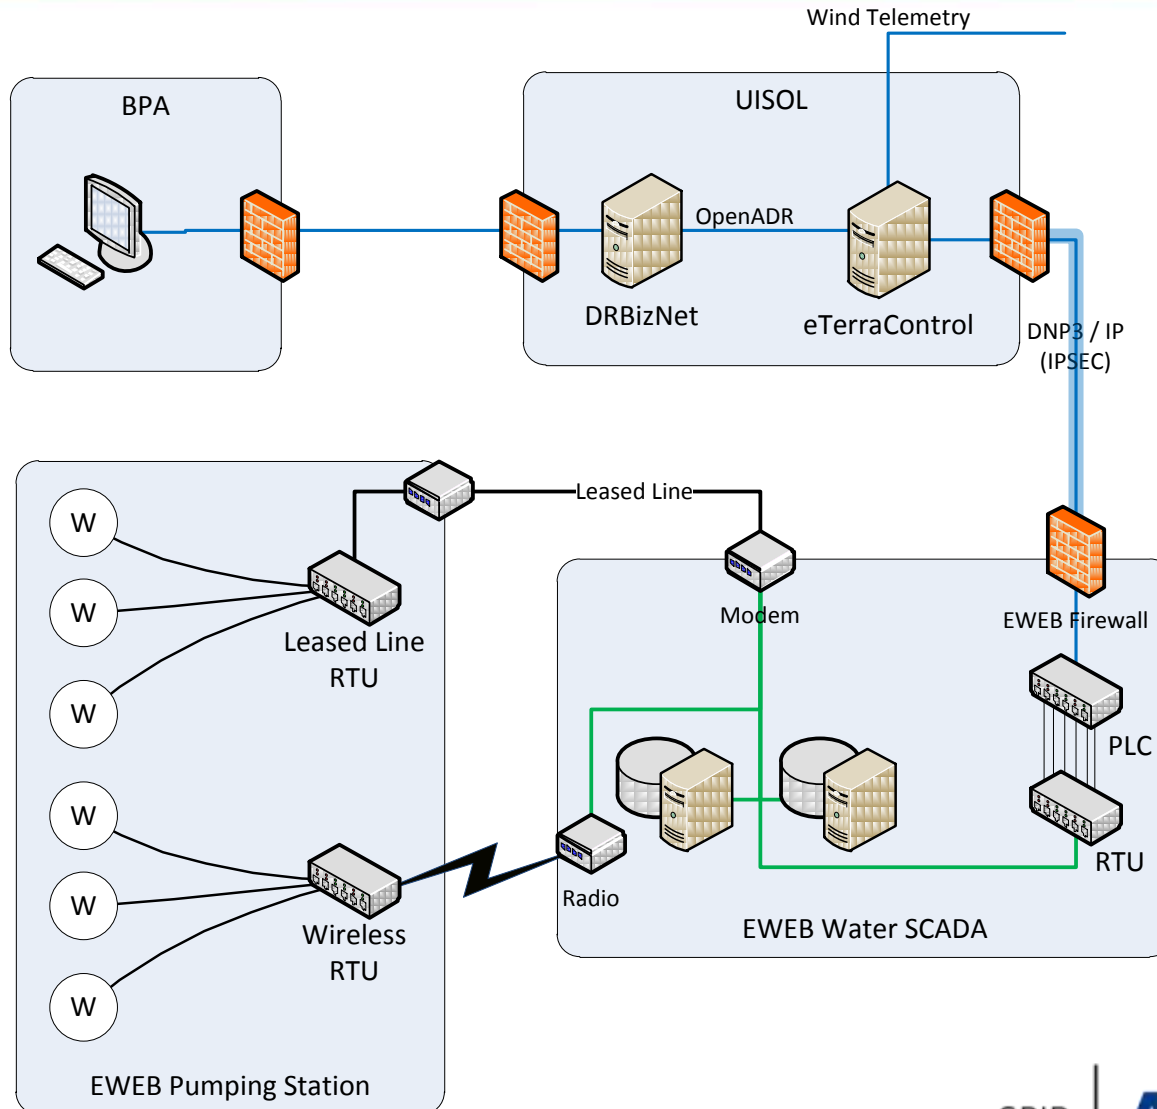 Wind Telemetry
BPA
UISOL
OpenADR
DRBizNet
eTerraControl
DNP3 / IP
(IPSEC)
Leased Line
W
W
W
Leased Line
RTU
Modem
EWEB Firewall
PLC
W
W
W
Wireless
RTU
Radio
RTU
EWEB Water SCADA
EWEB Pumping Station